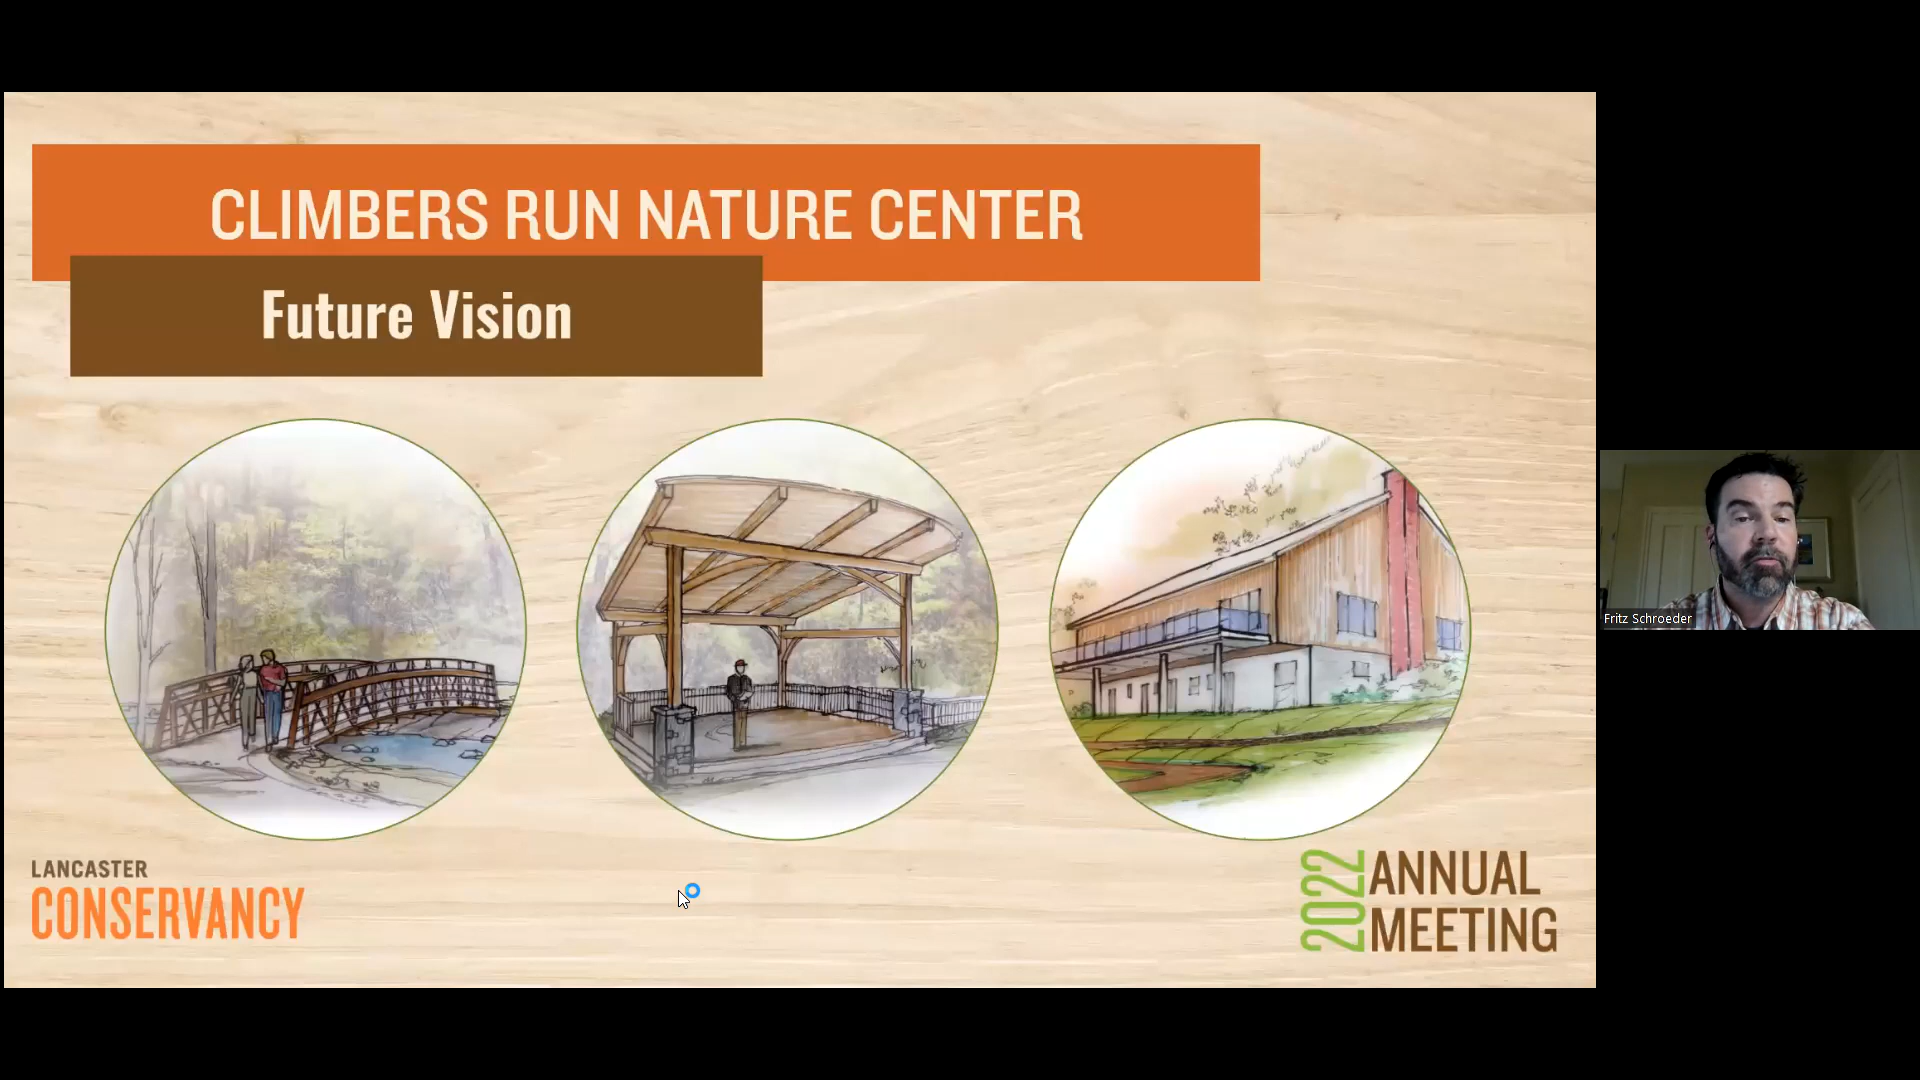 CLIMBERS RUN NATURE CENTER
Future Vision
LANCASTER
CONSERVANCY
2022
ANNUAL
MEETING
Fritz Schroeder